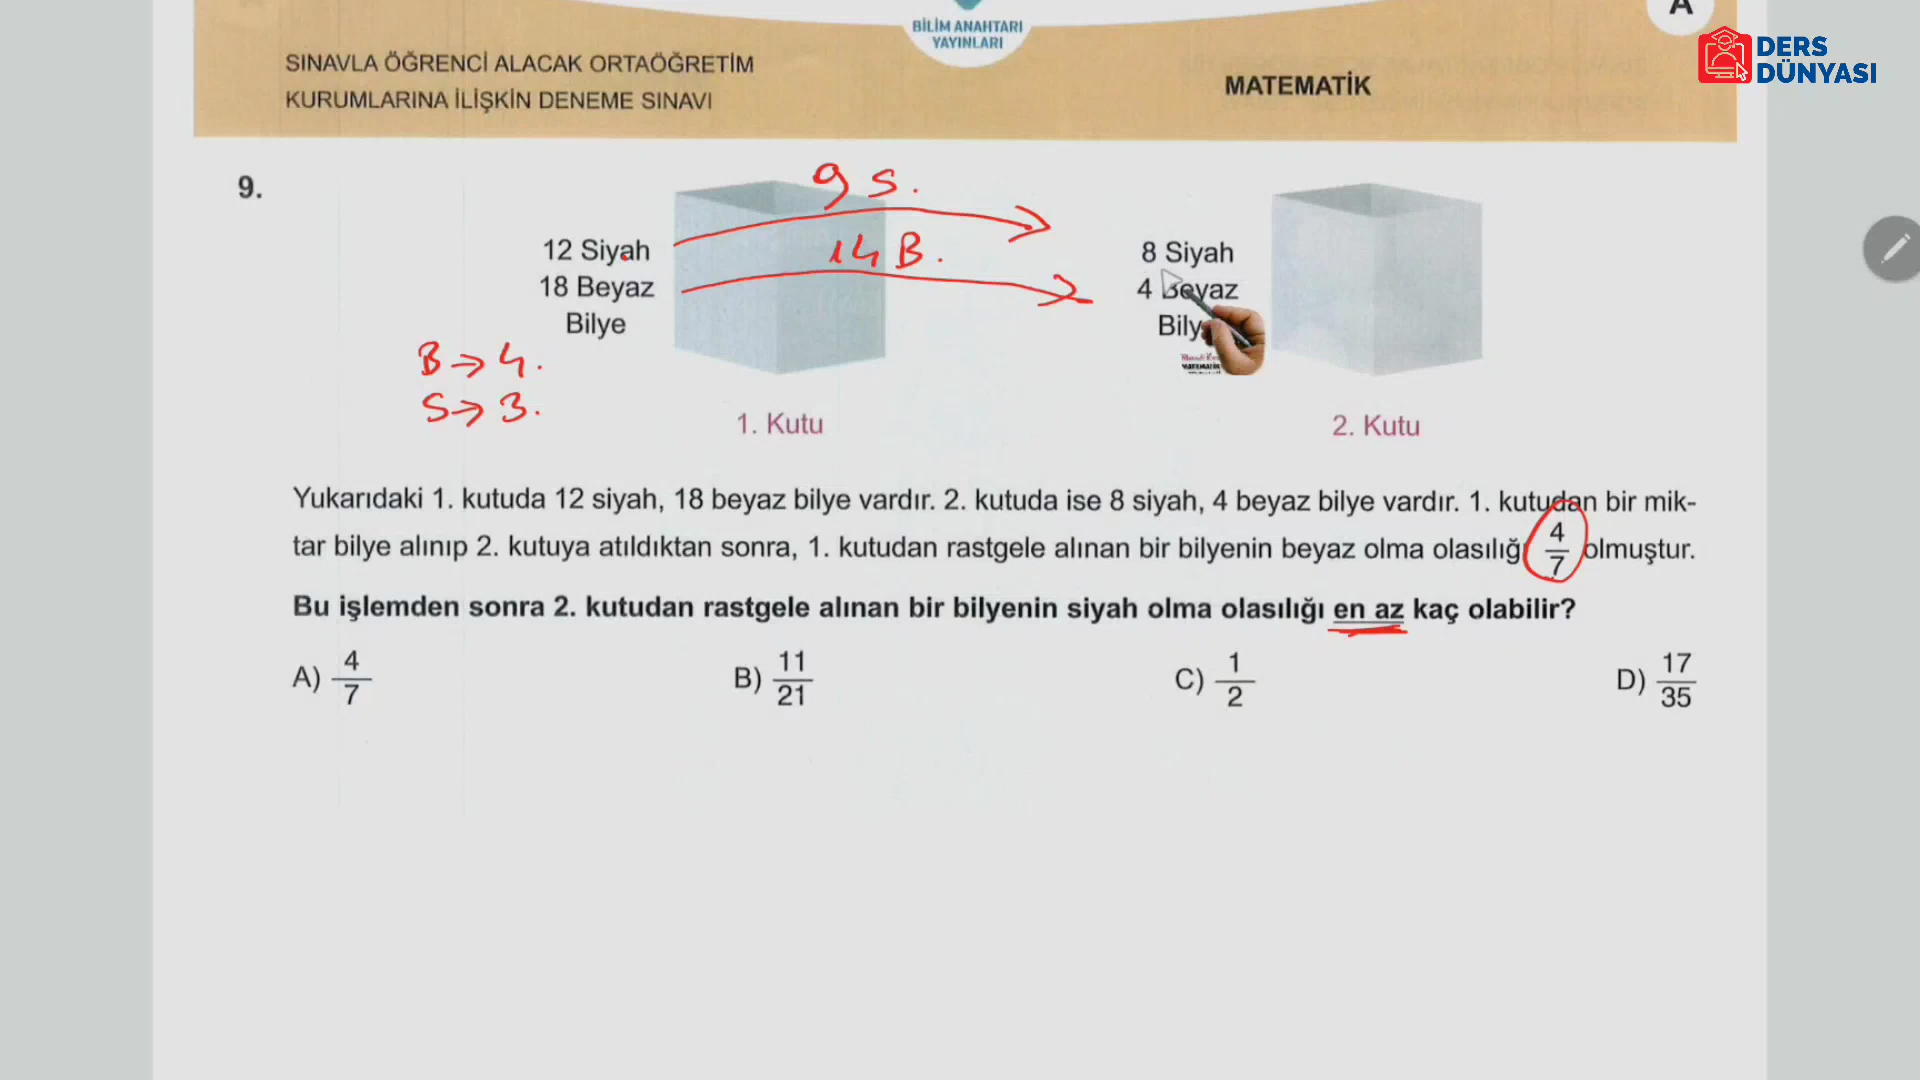 A
BİLİM ANAHTARI
YAYINLARI
DERS
DÜNYASI
SINAVLA ÖĞRENCİ ALACAK ORTAÖĞRETİM
KURUMLARINA İLİŞKİN DENEME SINAVI
MATEMATİK
9.
9 S.
14 B.
12 Siyah
18 Beyaz
Bilye
8 Siyah
4 Beyaz
B → 4.
S → 3.
MATEMATİK
1. Kutu
2. Kutu
Yukarıdaki 1. kutuda 12 siyah, 18 beyaz bilye vardır. 2. kutuda ise 8 siyah, 4 beyaz bilye vardır. 1. kutudan bir mik-
tar bilye alınıp 2. kutuya atıldıktan sonra, 1. kutudan rastgele alınan bir bilyenin beyaz olma olasılığı 4/7 olmuştur.
Bu işlemden sonra 2. kutudan rastgele alınan bir bilyenin siyah olma olasılığı en az kaç olabilir?
A) 4/7
B) 11/21
C) 1/2
D) 17/35